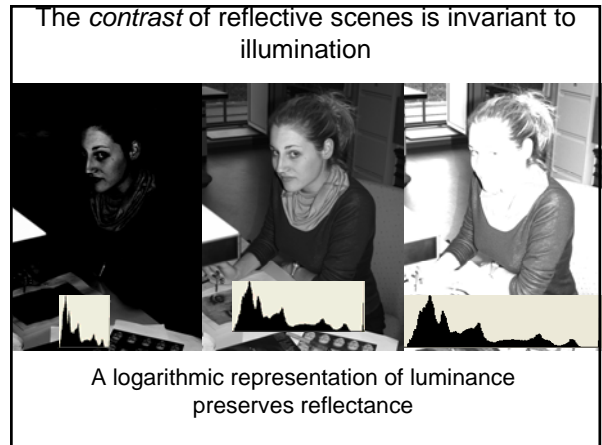 The contrast of reflective scenes is invariant to
illumination
A logarithmic representation of luminance
preserves reflectance